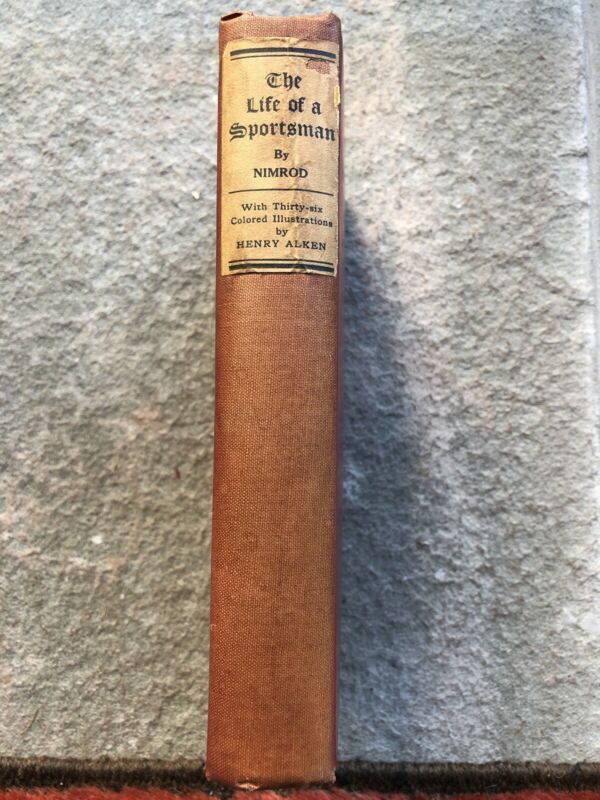 The
Life of a
Sportsman
By
NIMROD
With Thirty-six
Colored Illustrations
by
HENRY ALKEN